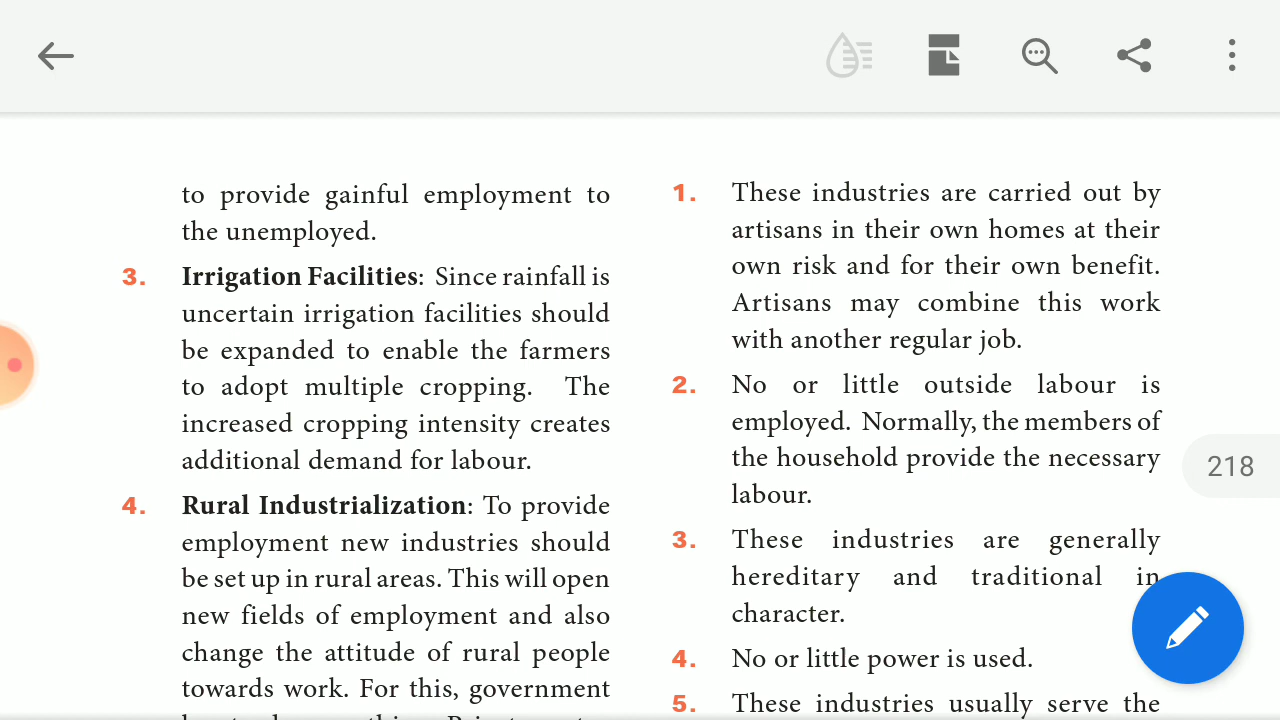 to provide gainful employment to
the unemployed.
3. Irrigation Facilities: Since rainfall is
uncertain irrigation facilities should
be expanded to enable the farmers
to adopt multiple cropping. The
increased cropping intensity creates
additional demand for labour.
4. Rural Industrialization: To provide
employment new industries should
be set up in rural areas. This will open
new fields of employment and also
change the attitude of rural people
towards work. For this, government
1. These industries are carried out by
artisans in their own homes at their
own risk and for their own benefit.
Artisans may combine this work
with another regular job.
2. No or little outside labour is
employed. Normally, the members of
the household provide the necessary
labour.
3. These industries are generally
hereditary and traditional in
character.
4. No or little power is used.
5. These industries usually serve the
218